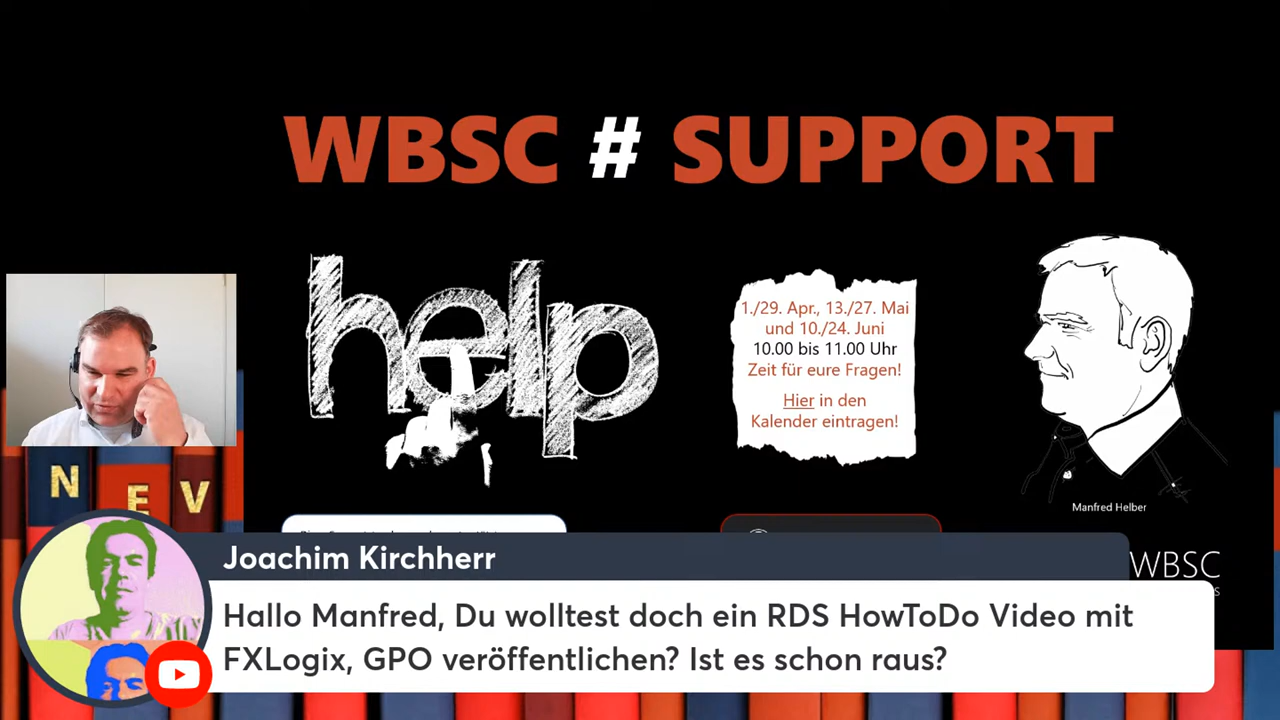 WBSC # SUPPORT
help
1./29. Apr., 13./27. Mai
und 10./24. Juni
10.00 bis 11.00 Uhr
Zeit für eure Fragen!
Hier in den
Kalender eintragen!
Manfred Helber
N E V
WBSC
Joachim Kirchherr
Hallo Manfred, Du wolltest doch ein RDS HowToDo Video mit
FXLogix, GPO veröffentlichen? Ist es schon raus?